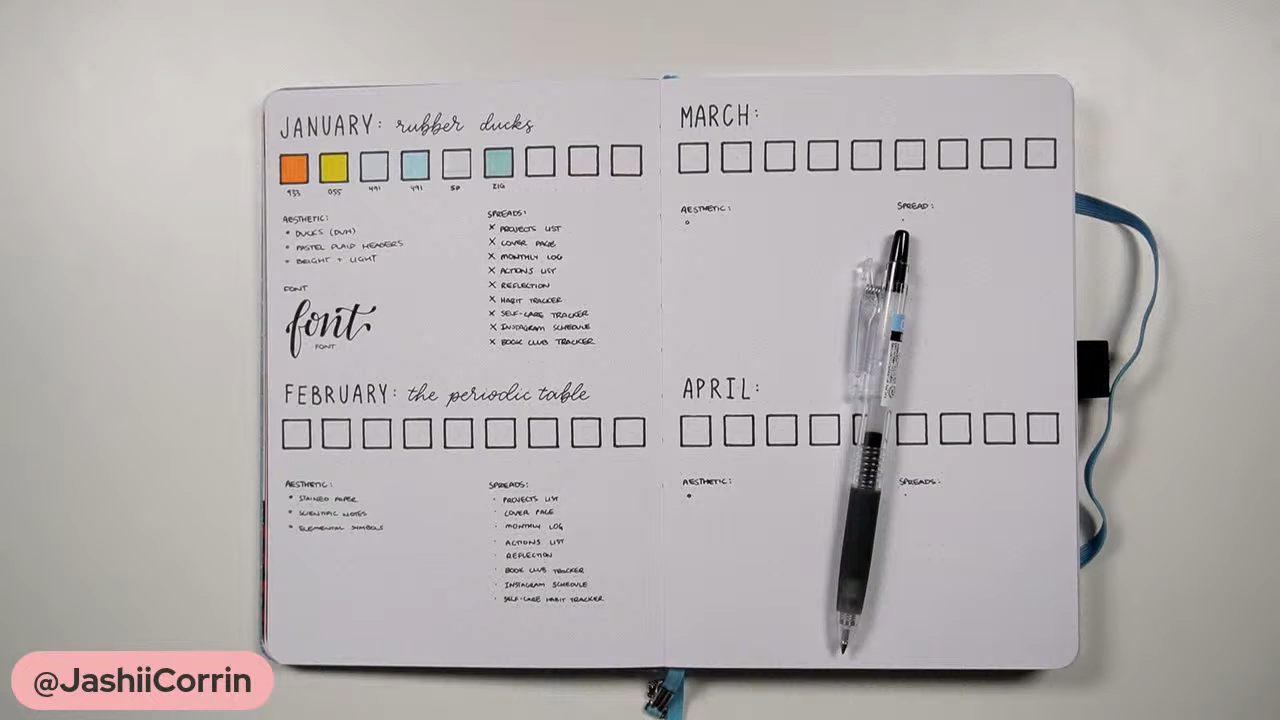 JANUARY: rubber ducks
933 055 491 491 SP ZIG
AESTHETIC:
• DUCKS (DUH)
• PASTEL PLAID HEADERS
• BRIGHT + LIGHT
FONT
font
FONT
SPREADS:
X PROJECTS LIST
X COVER PAGE
X MONTHLY LOG
X ACTIONS LIST
X REFLECTION
X HABIT TRACKER
X SELF-CARE TRACKER
X INSTAGRAM SCHEDULE
X BOOK CLUB TRACKER
FEBRUARY: the periodic table
AESTHETIC:
• STAINED PAPER
• SCIENTIFIC NOTES
• ELEMENTAL SYMBOLS
SPREADS:
· PROJECTS LIST
· COVER PAGE
· MONTHLY LOG
· ACTIONS LIST
· REFLECTION
· BOOK CLUB TRACKER
· INSTAGRAM SCHEDULE
· SELF-CARE HABIT TRACKER
MARCH:
AESTHETIC:
SPREAD:
APRIL:
AESTHETIC:
SPREADS:
@JashiiCorrin